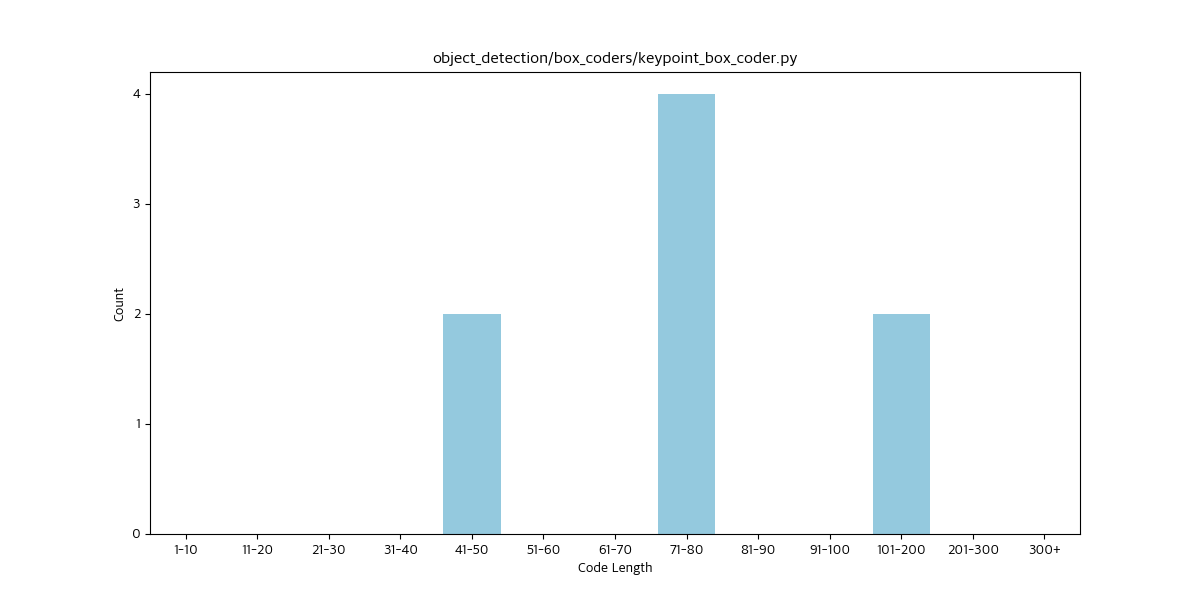 object_detection/box_coders/keypoint_box_coder.py
4
3
2
1
0
Count
1-10 11-20 21-30 31-40 41-50 51-60 61-70 71-80 81-90 91-100 101-200 201-300 300+
Code Length